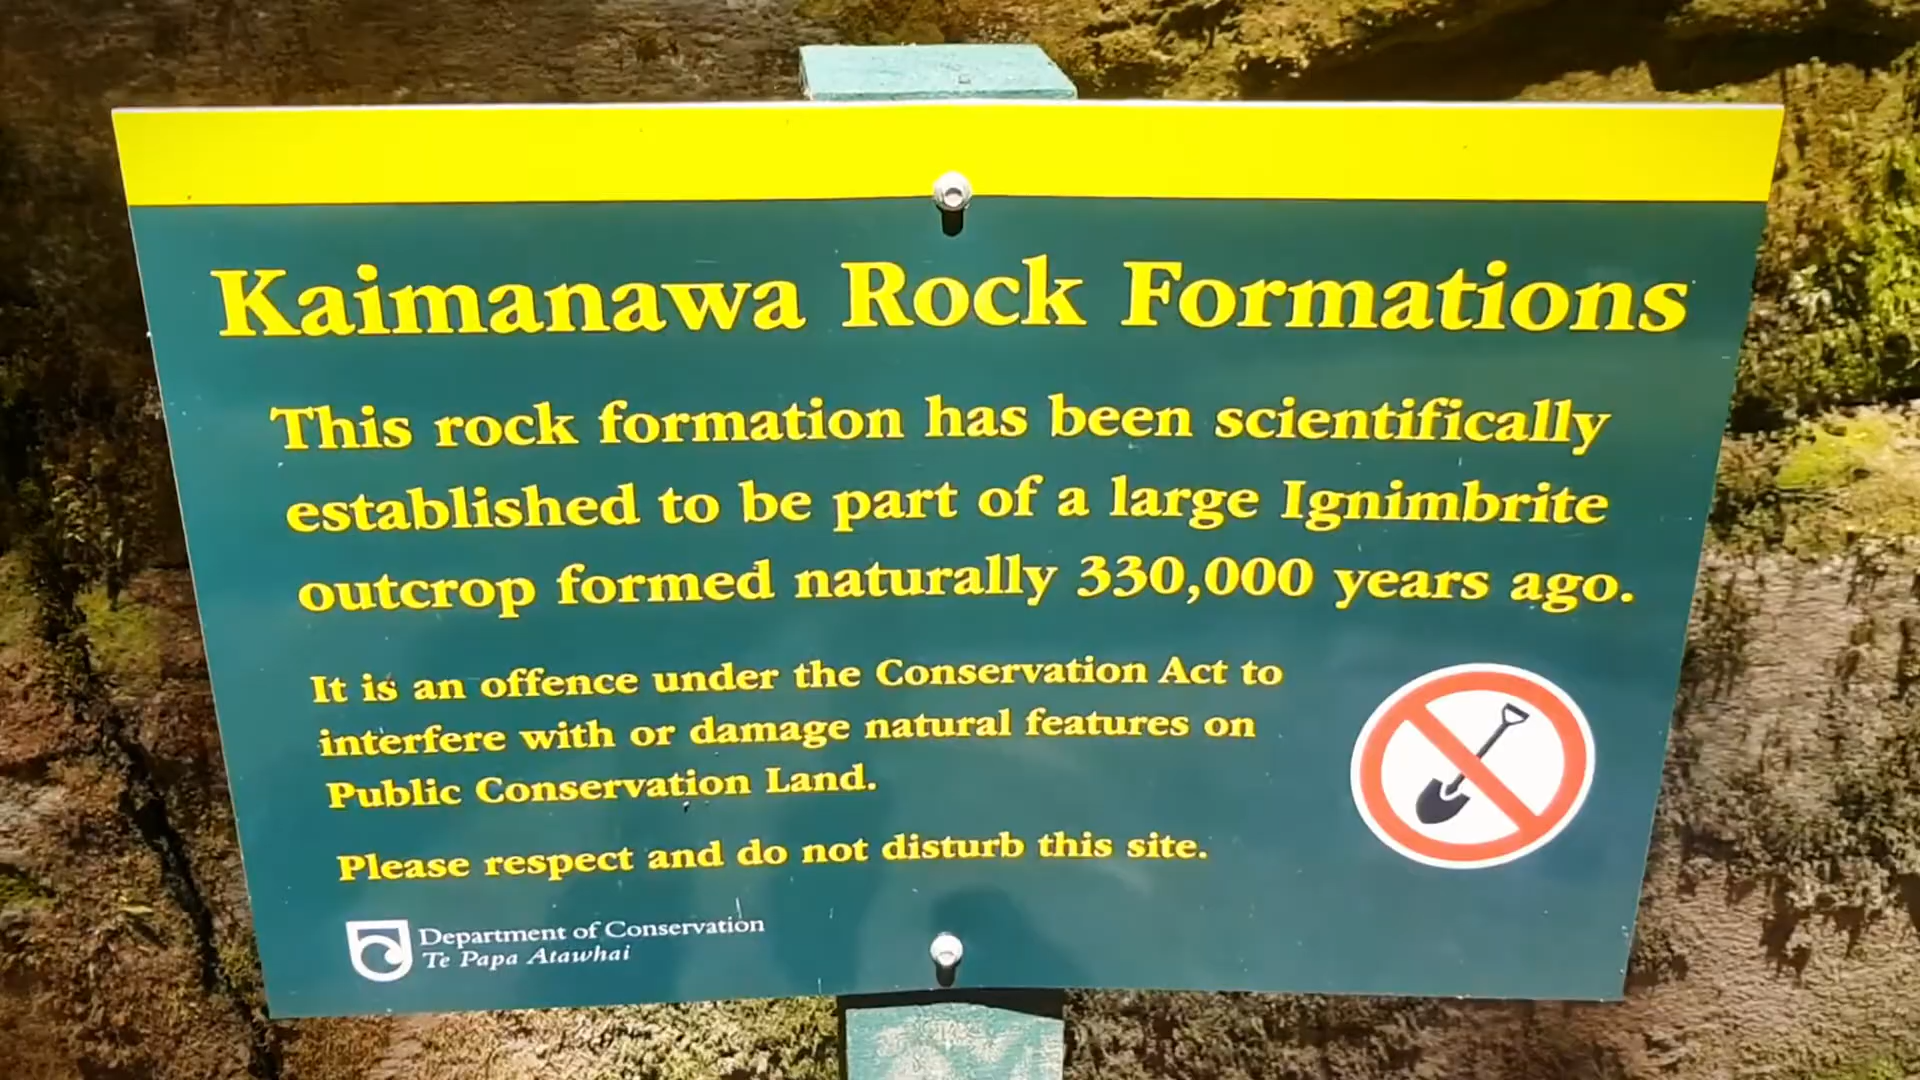 Kaimanawa Rock Formations
This rock formation has been scientifically
established to be part of a large Ignimbrite
outcrop formed naturally 330,000 years ago.
It is an offence under the Conservation Act to
interfere with or damage natural features on
Public Conservation Land.
Please respect and do not disturb this site.
Department of Conservation
Te Papa Atawhai